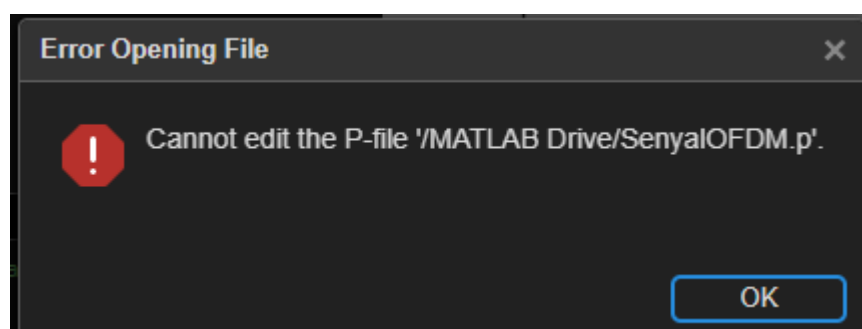 Error Opening File
Cannot edit the P-file '/MATLAB Drive/SenyalOFDM.p'.
OK